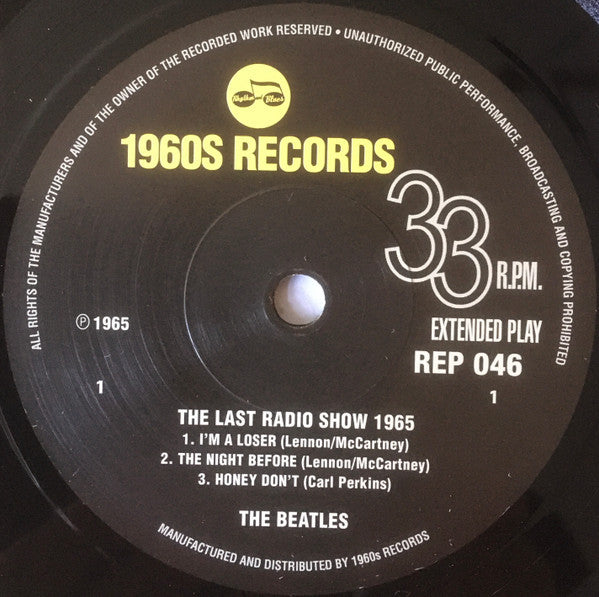 ALL RIGHTS OF THE MANUFACTURERS AND OF THE OWNER OF THE RECORDED WORK RESERVED • UNAUTHORIZED PUBLIC PERFORMANCE, BROADCASTING AND COPYING PROHIBITED
Rhythm and Blues
1960S RECORDS
33 R.P.M.
℗ 1965
EXTENDED PLAY
REP 046
1
1
THE LAST RADIO SHOW 1965
1. I'M A LOSER (Lennon/McCartney)
2. THE NIGHT BEFORE (Lennon/McCartney)
3. HONEY DON'T (Carl Perkins)
THE BEATLES
MANUFACTURED AND DISTRIBUTED BY 1960s RECORDS